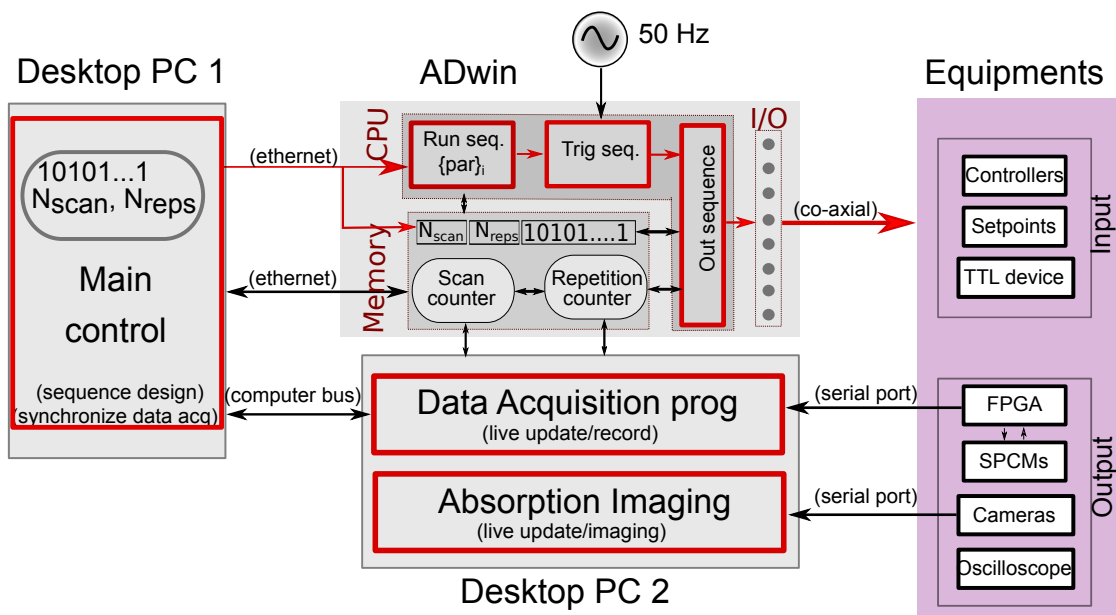 50 Hz
Desktop PC 1
ADwin
Equipments
10101...1
Nscan, Nreps
Main
control
(sequence design)
(synchronize data acq)
(ethernet)
(ethernet)
(computer bus)
CPU
Run seq.
{par}i
Trig seq.
Out sequence
I/O
Memory
Nscan
Nreps
10101....1
Scan
counter
Repetition
counter
(co-axial)
Controllers
Setpoints
TTL device
Input
Data Acquisition prog
(live update/record)
Absorption Imaging
(live update/imaging)
Desktop PC 2
(serial port)
(serial port)
FPGA
SPCMs
Cameras
Oscilloscope
Output